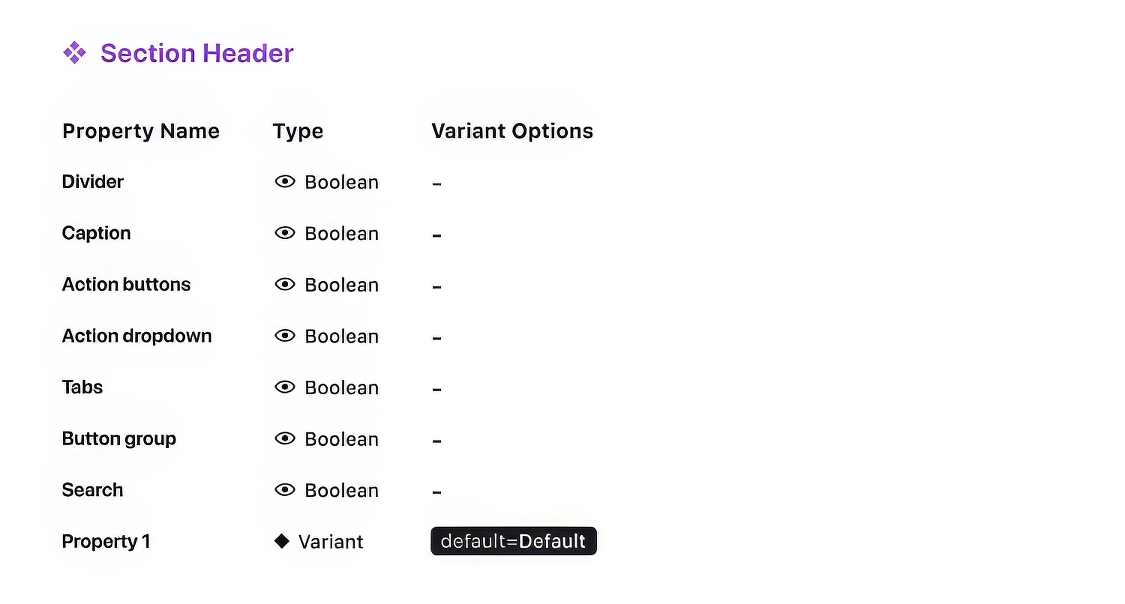 Section Header
Property Name Type Variant Options
Divider Boolean –
Caption Boolean –
Action buttons Boolean –
Action dropdown Boolean –
Tabs Boolean –
Button group Boolean –
Search Boolean –
Property 1 Variant default=Default